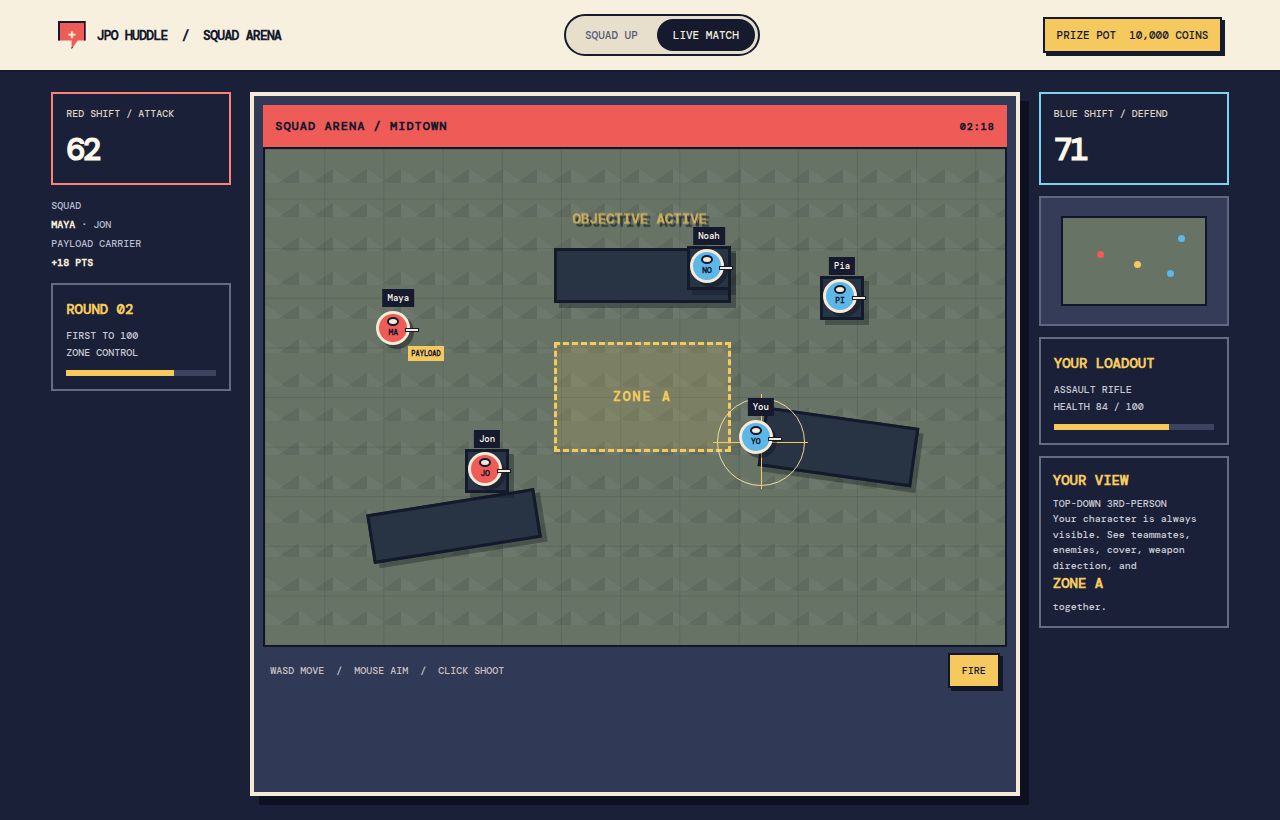 JPO HUDDLE / SQUAD ARENA
SQUAD UP
LIVE MATCH
PRIZE POT 10,000 COINS
RED SHIFT / ATTACK
62
SQUAD
MAYA · JON
PAYLOAD CARRIER
+18 PTS
ROUND 02
FIRST TO 100
ZONE CONTROL
SQUAD ARENA / MIDTOWN
02:18
OBJECTIVE ACTIVE
Noah
NO
Pia
PI
Maya
MA
PAYLOAD
ZONE A
You
YO
Jon
JO
WASD MOVE / MOUSE AIM / CLICK SHOOT
FIRE
BLUE SHIFT / DEFEND
71
YOUR LOADOUT
ASSAULT RIFLE
HEALTH 84 / 100
YOUR VIEW
TOP-DOWN 3RD-PERSON
Your character is always
visible. See teammates,
enemies, cover, weapon
direction, and
ZONE A
together.